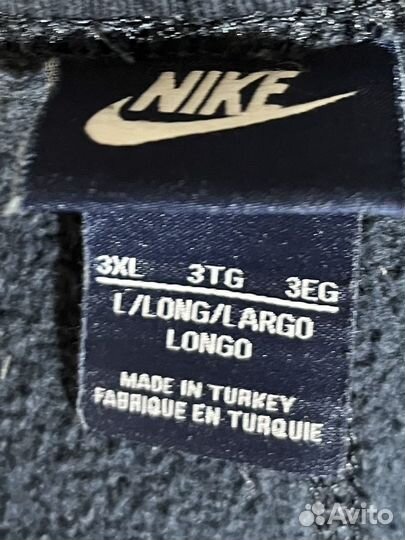 NIKE
3XL 3TG 3EG
L/LONG/LARGO
LONGO
MADE IN TURKEY
FABRIQUE EN TURQUIE
Avito